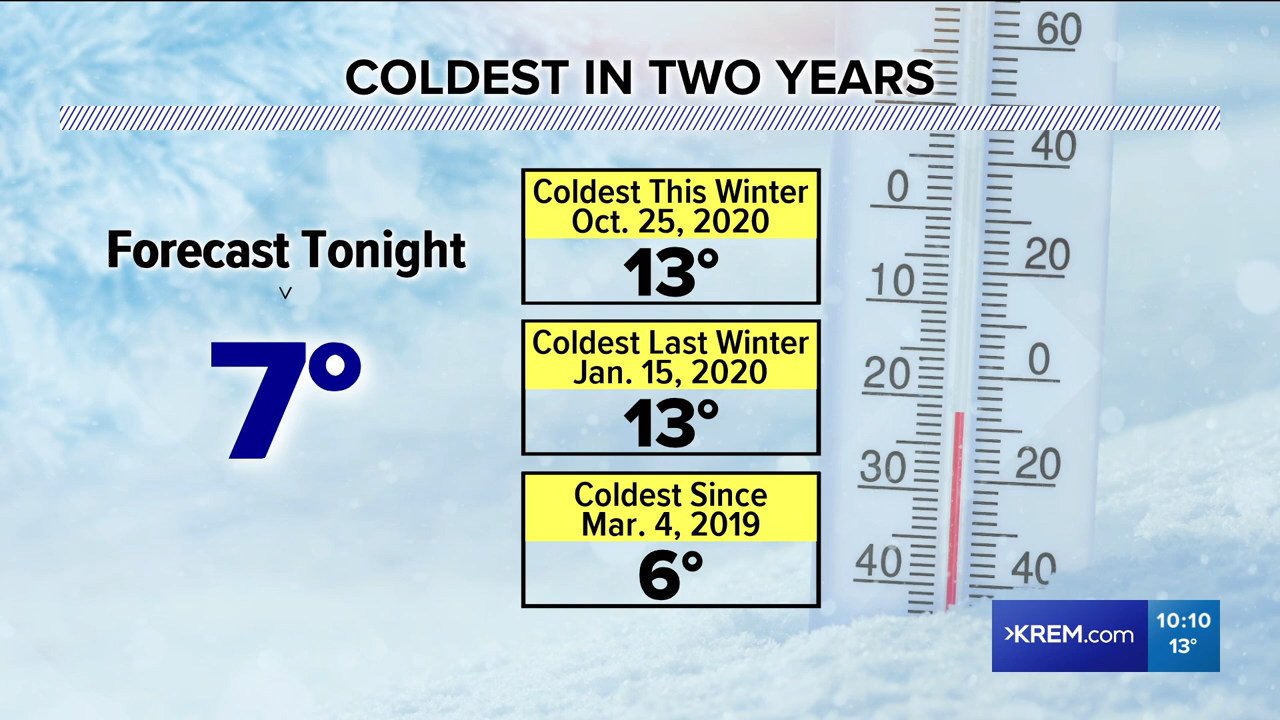 COLDEST IN TWO YEARS
Forecast Tonight
7°
Coldest This Winter
Oct. 25, 2020
13°
Coldest Last Winter
Jan. 15, 2020
13°
Coldest Since
Mar. 4, 2019
6°
60
40
0
20
10
0
20
20
30
40
40
>KREM.com
10:10
13°